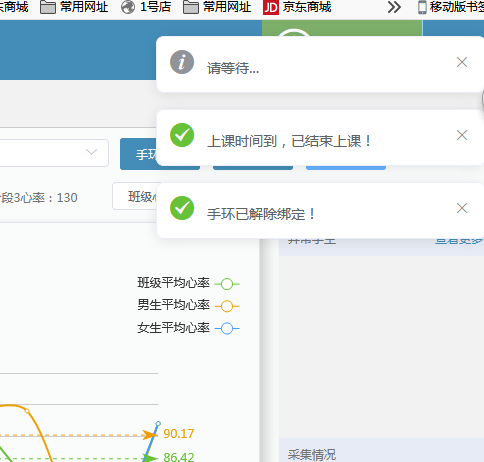 东商城 常用网址 1号店 常用网址 JD 京东商城 移动版书签
请等待...
上课时间到，已结束上课！
手环
段3心率：130 班级心
手环已解除绑定！
异常学生 查看更多
班级平均心率
男生平均心率
女生平均心率
90.17
86.42
采集情况